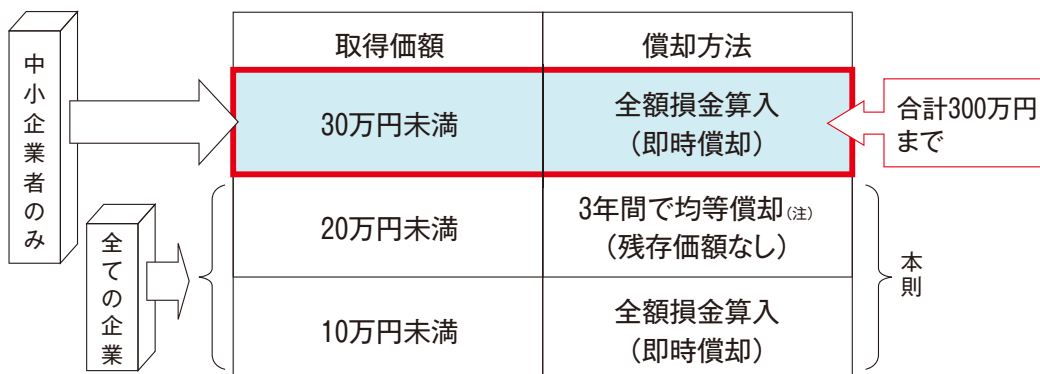 中小企業者のみ
取得価額
償却方法
30万円未満
全額損金算入
（即時償却）
合計300万円
まで
全ての企業
20万円未満
3年間で均等償却(注)
（残存価額なし）
本則
10万円未満
全額損金算入
（即時償却）